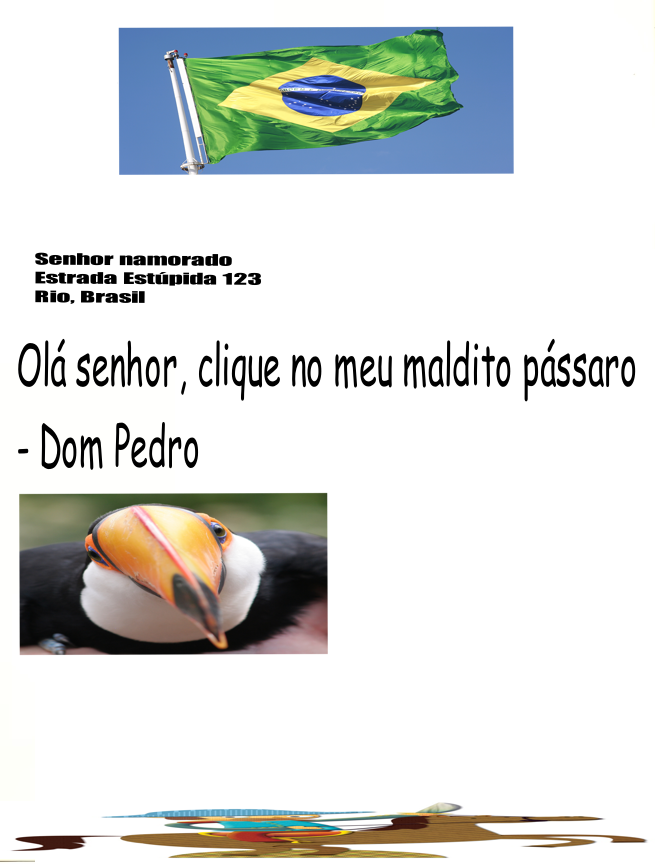 Senhor namorado
Estrada Estúpida 123
Rio, Brasil
Olá senhor, clique no meu maldito pássaro
- Dom Pedro